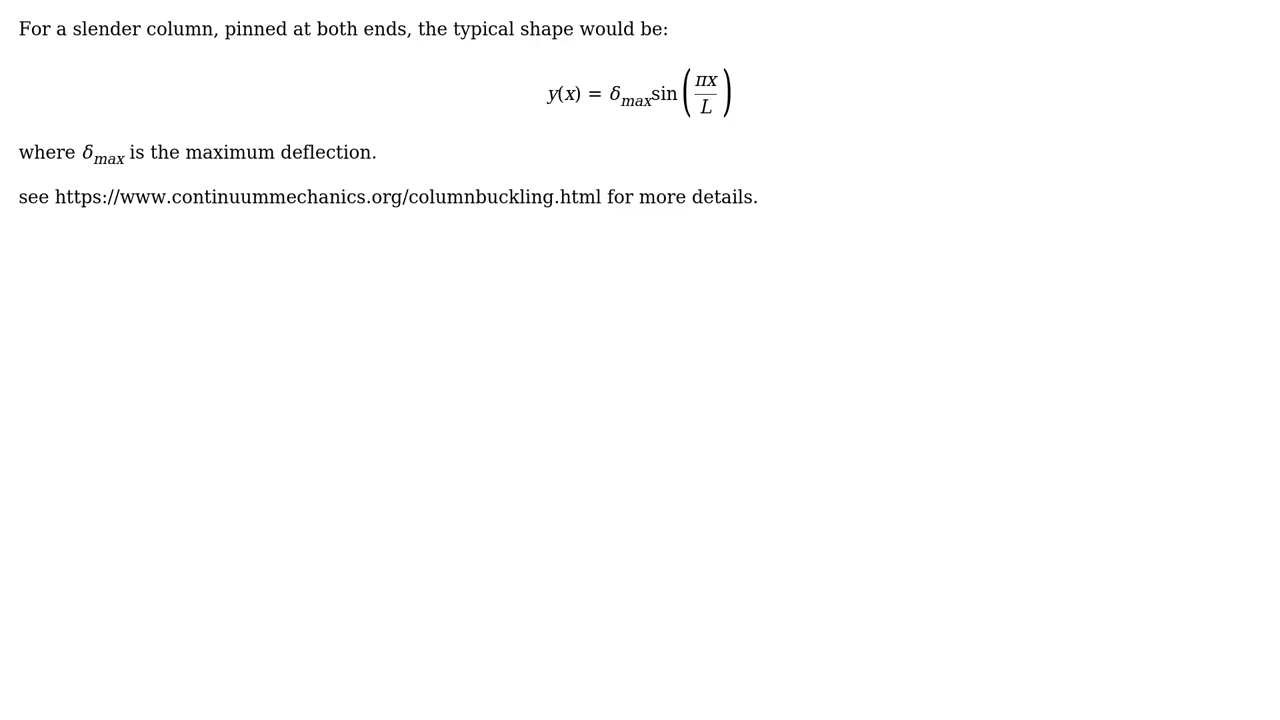 For a slender column, pinned at both ends, the typical shape would be:
y(x) = δ_max sin(πx/L)
where δ_max is the maximum deflection.
see https://www.continuummechanics.org/columnbuckling.html for more details.